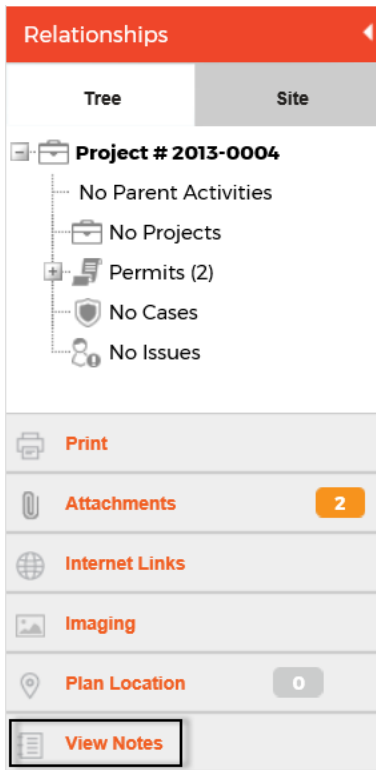 Relationships
Tree Site
Project # 2013-0004
No Parent Activities
No Projects
Permits (2)
No Cases
No Issues
Print
Attachments 2
Internet Links
Imaging
Plan Location 0
View Notes